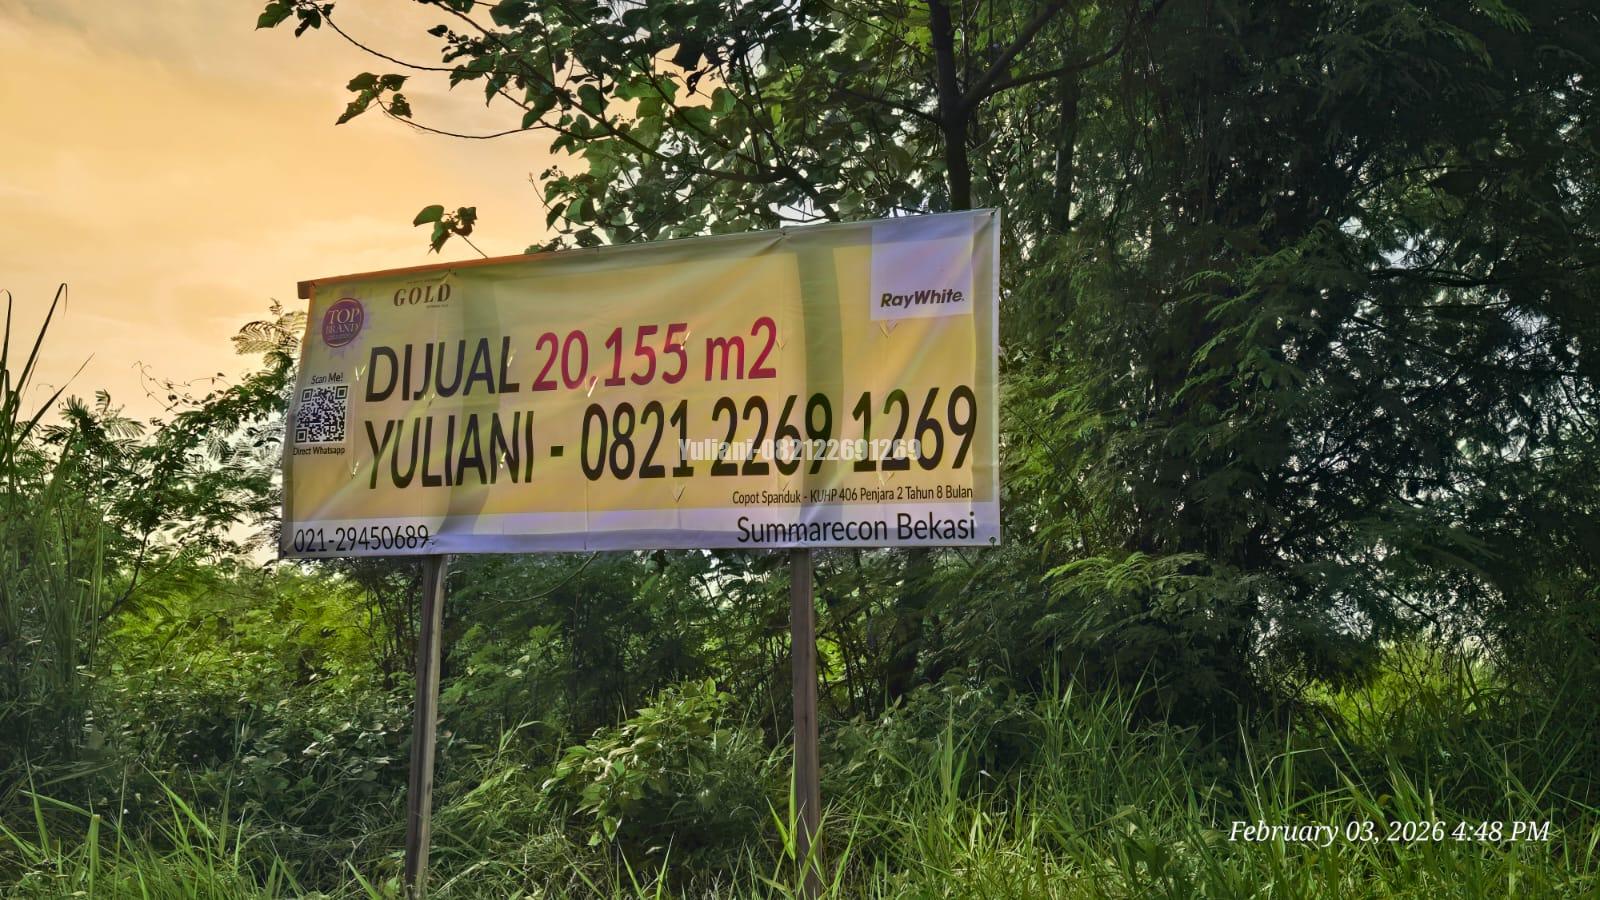 GOLD
TOP
BRAND
RayWhite.
DIJUAL 20,155 m2
Scan Me!
YULIANI - 0821 2269 1269
Yuliani-082122691269
Direct Whatsapp
Copot Spanduk - KUHP 406 Penjara 2 Tahun 8 Bulan
021-29450689
Summarecon Bekasi
February 03, 2026 4:48 PM